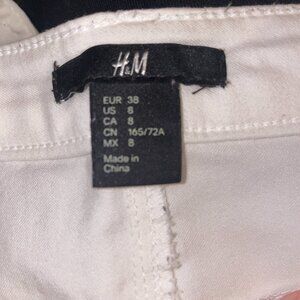 H&M
EUR 38
US 8
CA 8
CN 165/72A
MX 8
Made in
China